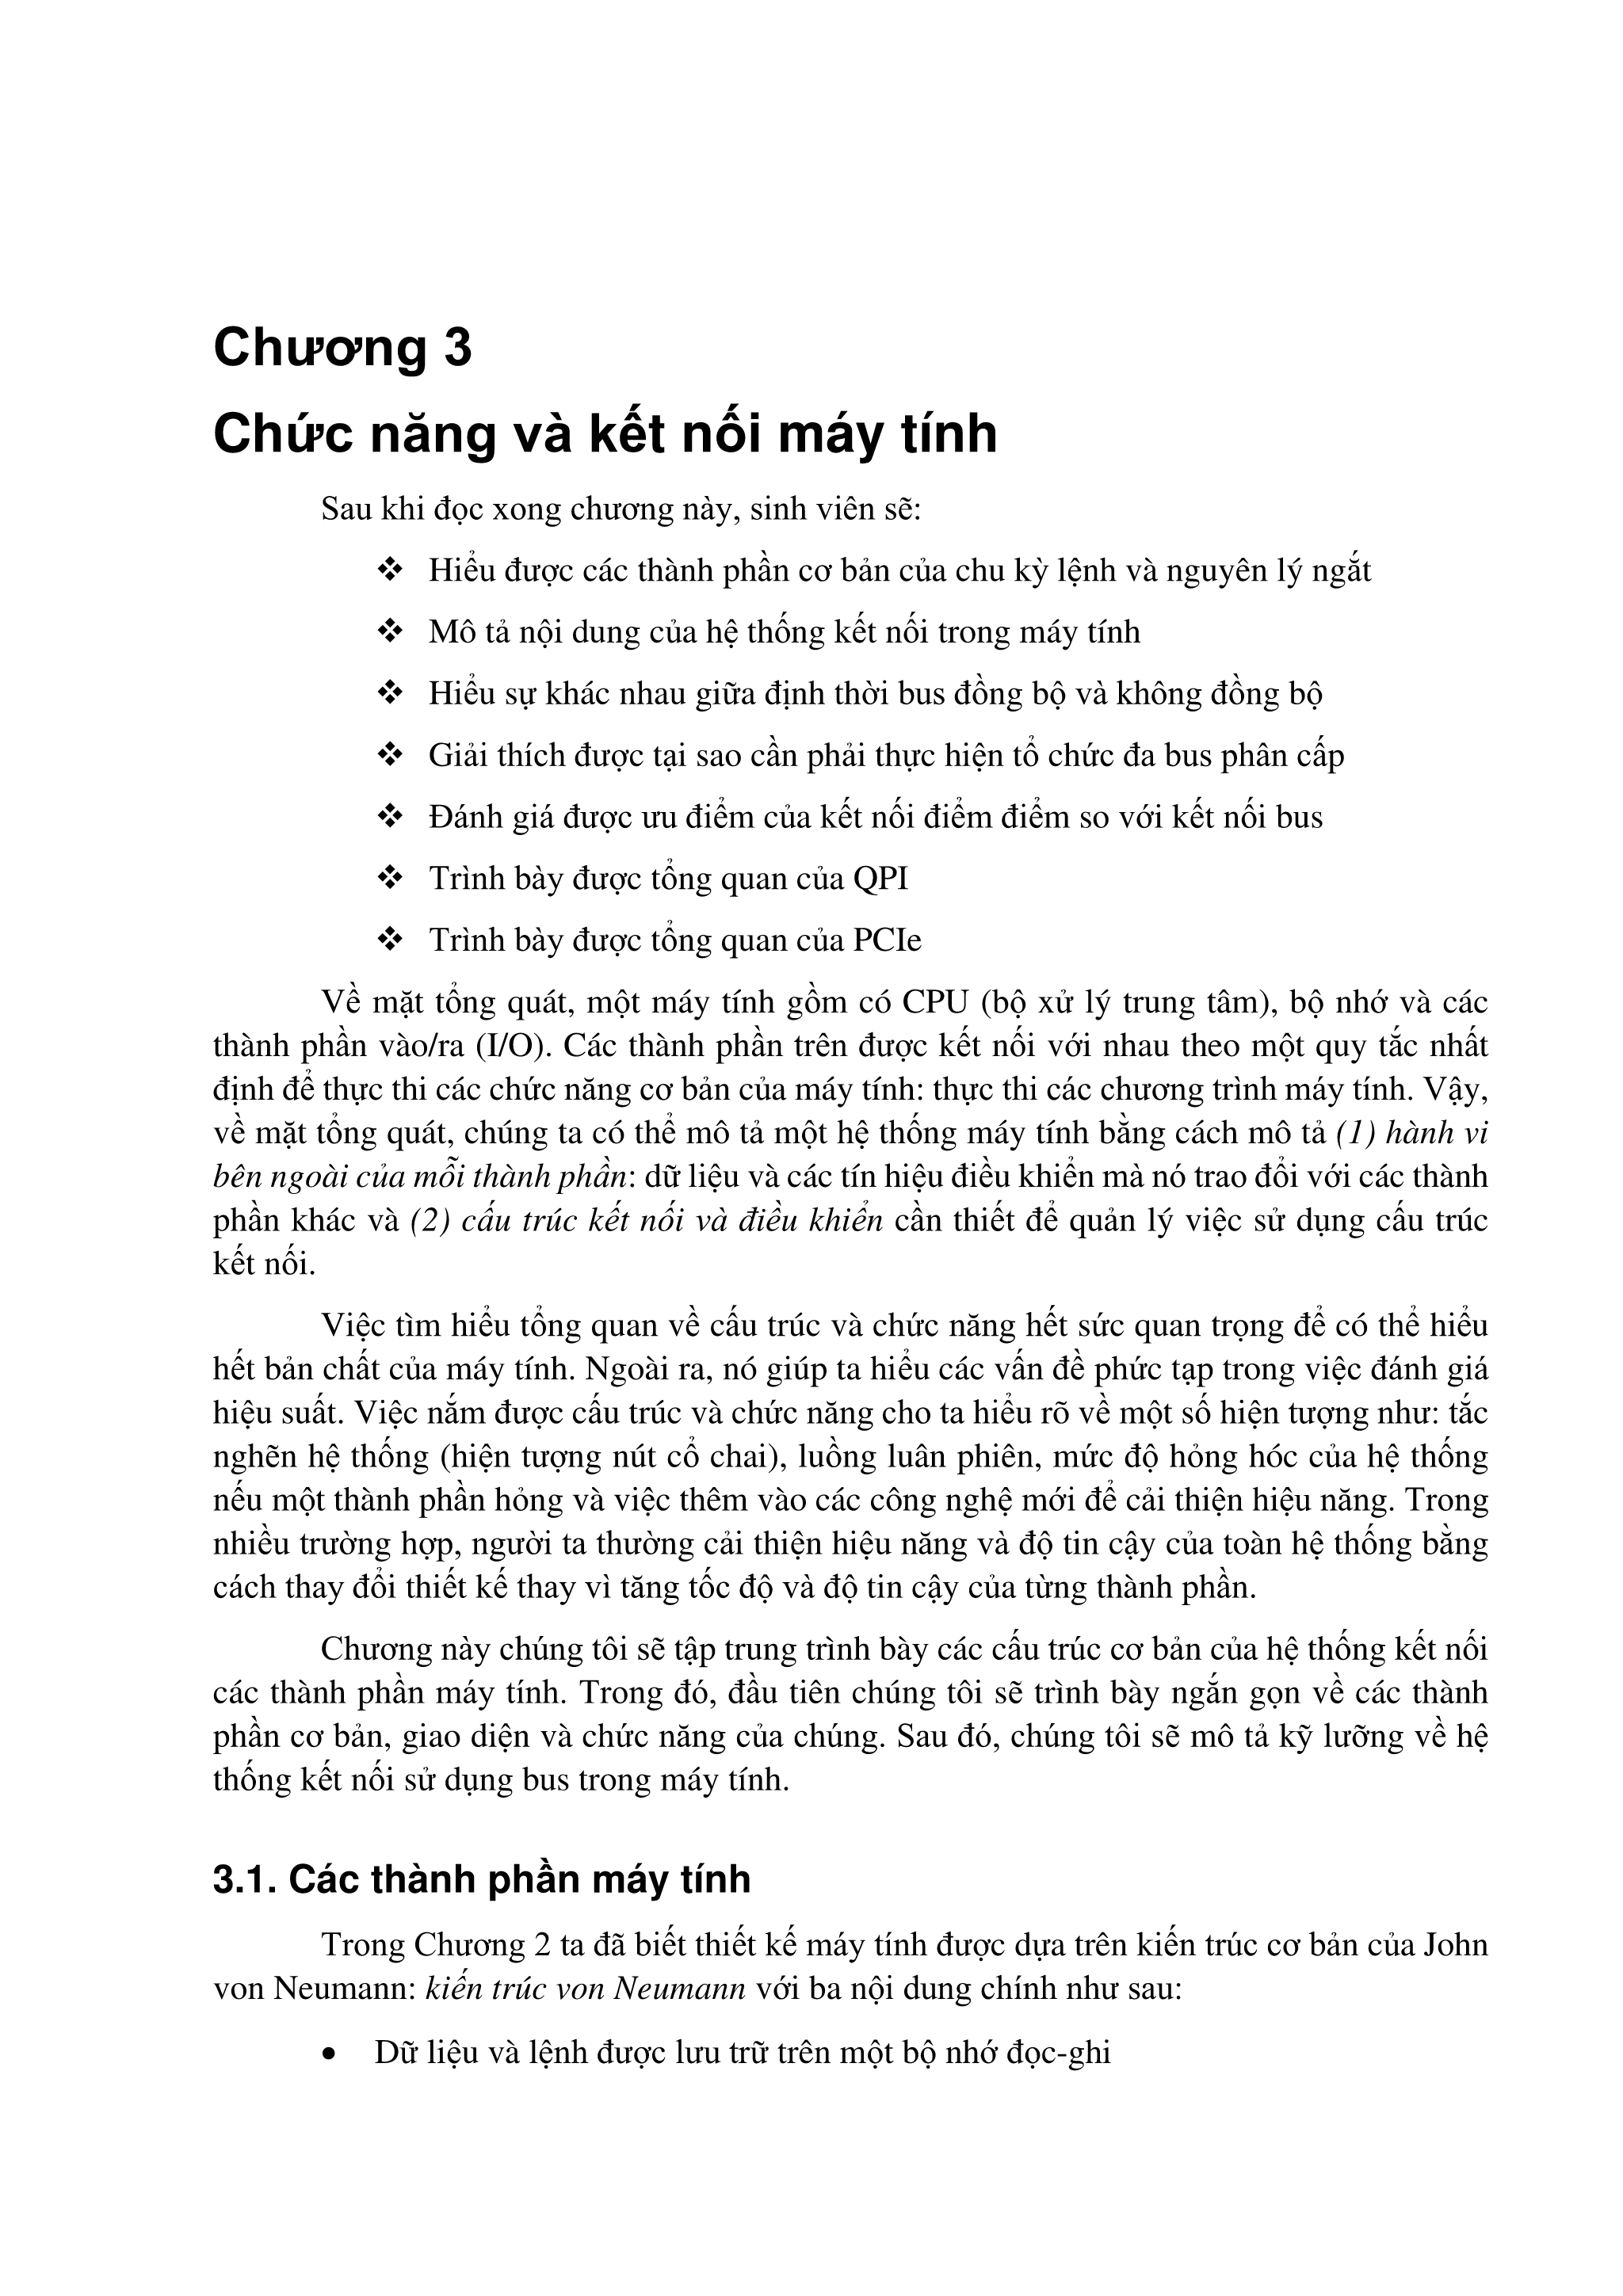 Chương 3
Chức năng và kết nối máy tính
Sau khi đọc xong chương này, sinh viên sẽ:
❖ Hiểu được các thành phần cơ bản của chu kỳ lệnh và nguyên lý ngắt
❖ Mô tả nội dung của hệ thống kết nối trong máy tính
❖ Hiểu sự khác nhau giữa định thời bus đồng bộ và không đồng bộ
❖ Giải thích được tại sao cần phải thực hiện tổ chức đa bus phân cấp
❖ Đánh giá được ưu điểm của kết nối điểm điểm so với kết nối bus
❖ Trình bày được tổng quan của QPI
❖ Trình bày được tổng quan của PCIe
Về mặt tổng quát, một máy tính gồm có CPU (bộ xử lý trung tâm), bộ nhớ và các
thành phần vào/ra (I/O). Các thành phần trên được kết nối với nhau theo một quy tắc nhất
định để thực thi các chức năng cơ bản của máy tính: thực thi các chương trình máy tính. Vậy,
về mặt tổng quát, chúng ta có thể mô tả một hệ thống máy tính bằng cách mô tả (1) hành vi
bên ngoài của mỗi thành phần: dữ liệu và các tín hiệu điều khiển mà nó trao đổi với các thành
phần khác và (2) cấu trúc kết nối và điều khiển cần thiết để quản lý việc sử dụng cấu trúc
kết nối.
Việc tìm hiểu tổng quan về cấu trúc và chức năng hết sức quan trọng để có thể hiểu
hết bản chất của máy tính. Ngoài ra, nó giúp ta hiểu các vấn đề phức tạp trong việc đánh giá
hiệu suất. Việc nắm được cấu trúc và chức năng cho ta hiểu rõ về một số hiện tượng như: tắc
nghẽn hệ thống (hiện tượng nút cổ chai), luồng luân phiên, mức độ hỏng hóc của hệ thống
nếu một thành phần hỏng và việc thêm vào các công nghệ mới để cải thiện hiệu năng. Trong
nhiều trường hợp, người ta thường cải thiện hiệu năng và độ tin cậy của toàn hệ thống bằng
cách thay đổi thiết kế thay vì tăng tốc độ và độ tin cậy của từng thành phần.
Chương này chúng tôi sẽ tập trung trình bày các cấu trúc cơ bản của hệ thống kết nối
các thành phần máy tính. Trong đó, đầu tiên chúng tôi sẽ trình bày ngắn gọn về các thành
phần cơ bản, giao diện và chức năng của chúng. Sau đó, chúng tôi sẽ mô tả kỹ lưỡng về hệ
thống kết nối sử dụng bus trong máy tính.
3.1. Các thành phần máy tính
Trong Chương 2 ta đã biết thiết kế máy tính được dựa trên kiến trúc cơ bản của John
von Neumann: kiến trúc von Neumann với ba nội dung chính như sau:
• Dữ liệu và lệnh được lưu trữ trên một bộ nhớ đọc-ghi